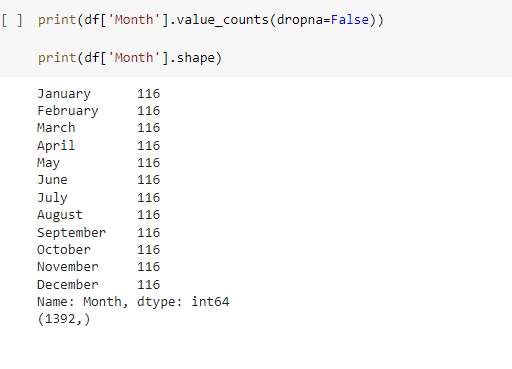 [ ] print(df['Month'].value_counts(dropna=False))
print(df['Month'].shape)
January 116
February 116
March 116
April 116
May 116
June 116
July 116
August 116
September 116
October 116
November 116
December 116
Name: Month, dtype: int64
(1392,)